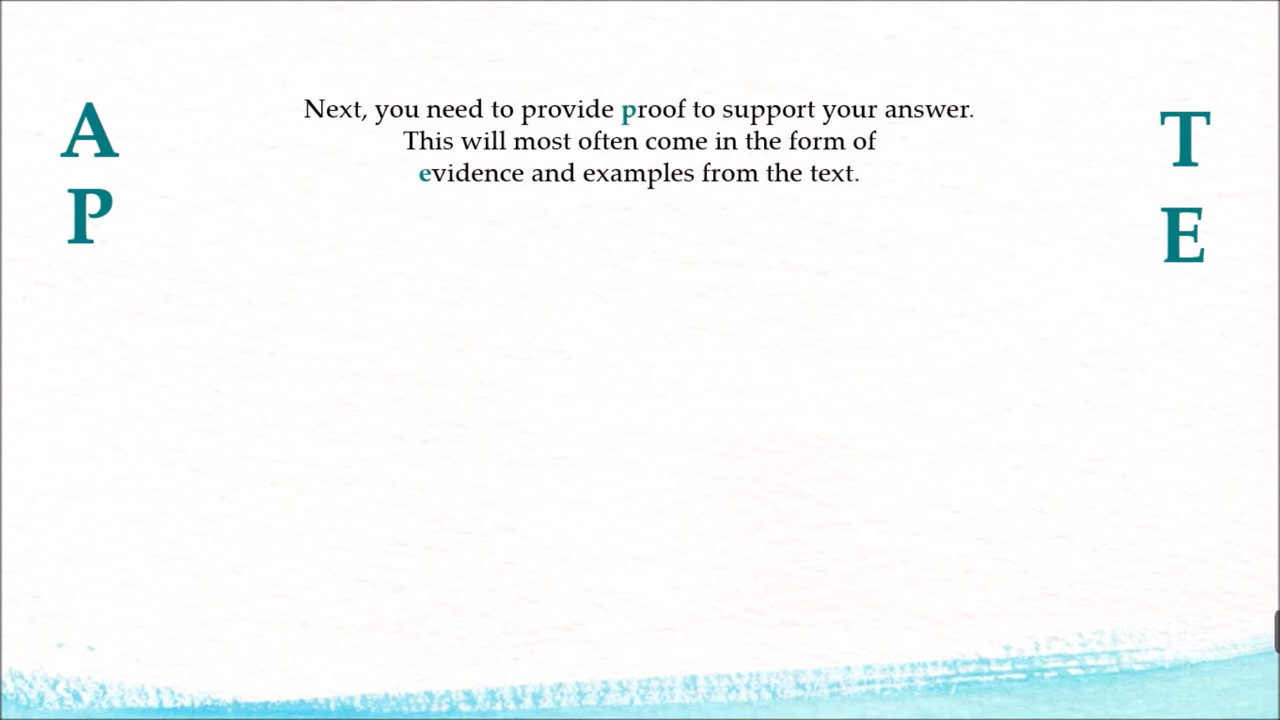 A
P
Next, you need to provide proof to support your answer.
This will most often come in the form of
evidence and examples from the text.
T
E